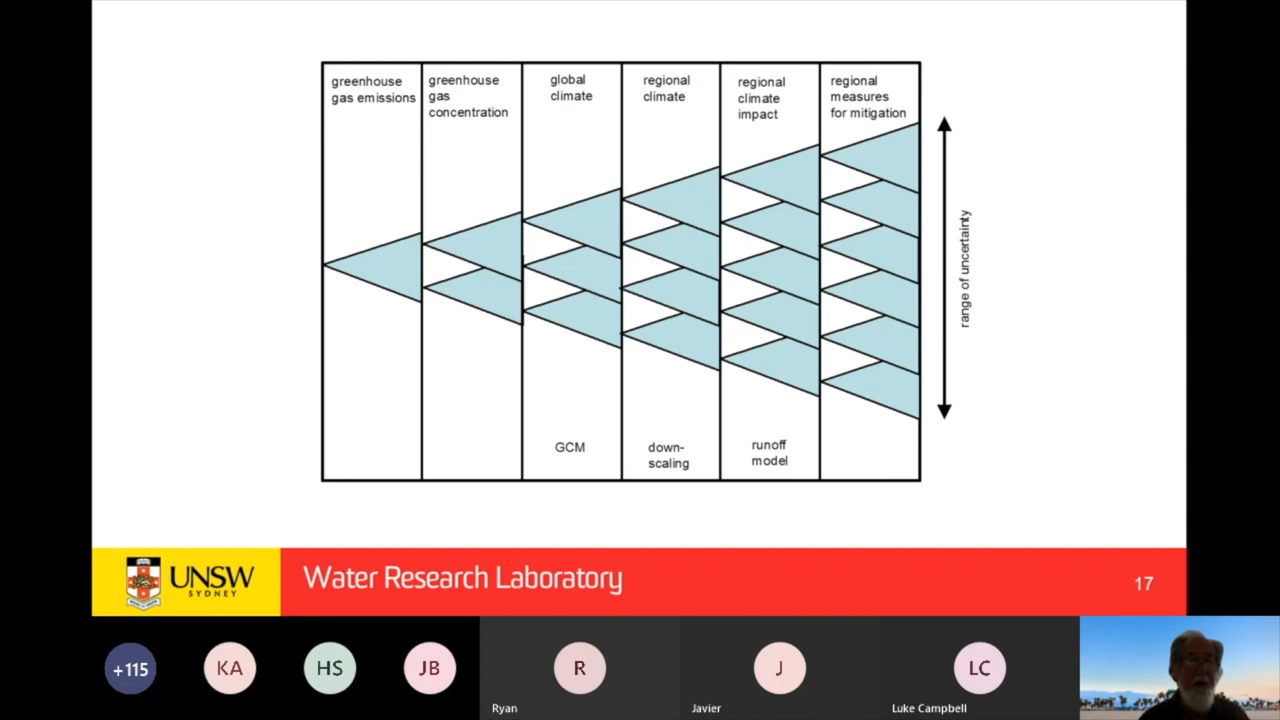 greenhouse
gas emissions
greenhouse
gas
concentration
global
climate
regional
climate
regional
climate
impact
regional
measures
for mitigation
range of uncertainty
GCM
down-
scaling
runoff
model
UNSW
SYDNEY
Water Research Laboratory
17
+115
KA
HS
JB
R
Ryan
J
Javier
LC
Luke Campbell